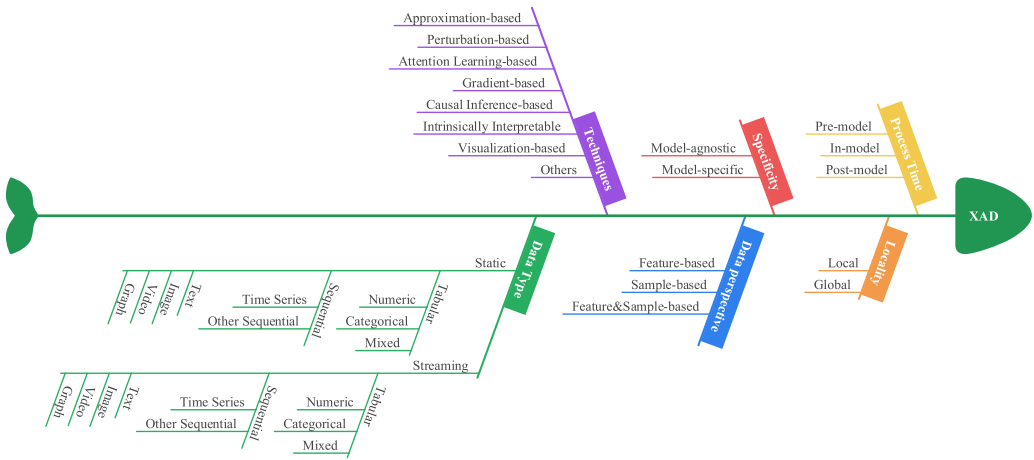 Approximation-based
Perturbation-based
Attention Learning-based
Gradient-based
Causal Inference-based
Intrinsically Interpretable
Visualization-based
Others
Techniques
Model-agnostic
Model-specific
Specificity
Pre-model
In-model
Post-model
Process Time
XAD
Static
Graph
Video
Image
Text
Time Series
Other Sequential
Sequential
Numeric
Categorical
Mixed
Tabular
Streaming
Graph
Video
Image
Text
Time Series
Other Sequential
Sequential
Numeric
Categorical
Mixed
Tabular
Data Type
Feature-based
Sample-based
Feature&Sample-based
Data perspective
Local
Global
Locality